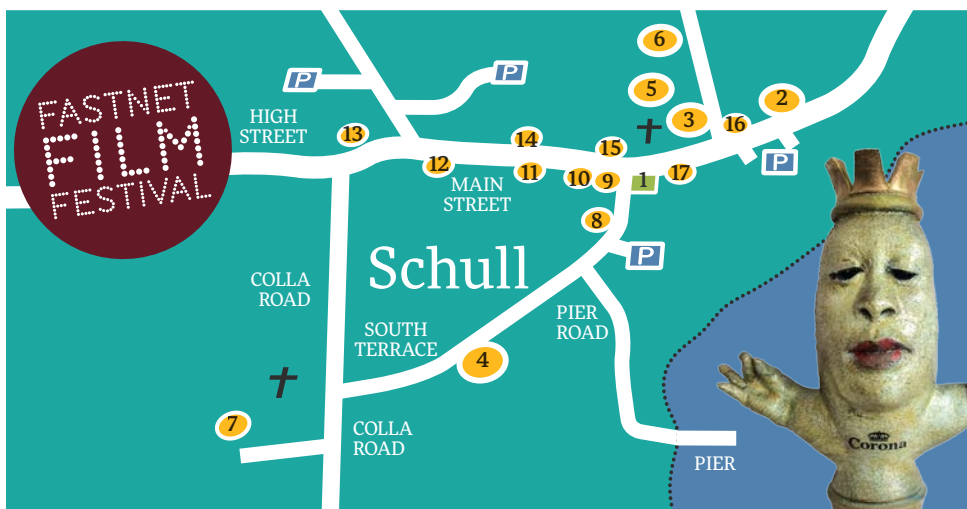 FASTNET
FILM
FESTIVAL
P
P
6
5
2
3
16
HIGH
STREET
13
14
15
P
12
11
10
9
1
17
MAIN
STREET
8
Schull
P
COLLA
ROAD
PIER
ROAD
SOUTH
TERRACE
4
7
COLLA
ROAD
PIER
Corona